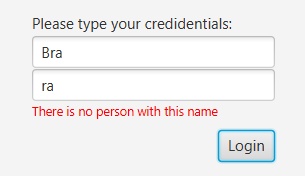 Please type your credidentials:
Bra
ra
There is no person with this name
Login